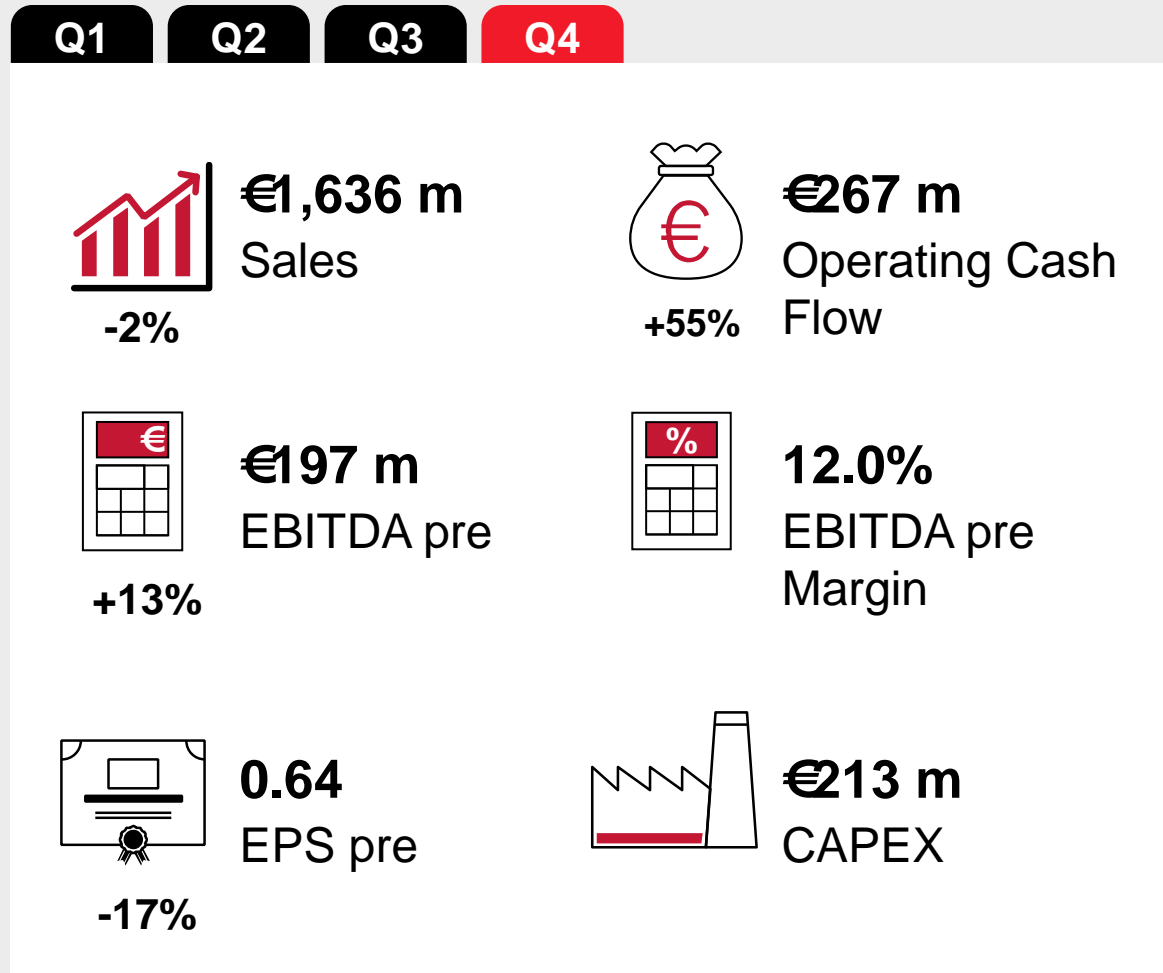 Q1 Q2 Q3 Q4
€1,636 m
Sales
-2%
€267 m
Operating Cash
Flow
+55%
€
€197 m
EBITDA pre
+13%
%
12.0%
EBITDA pre
Margin
0.64
EPS pre
-17%
€213 m
CAPEX